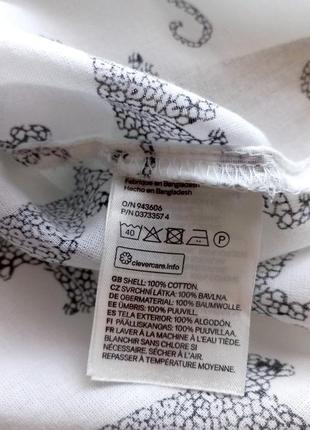 Fabriqué en Bangladesh
Hecho en Bangladesh
O/N 943606
P/N 03733574
40 P
clevercare.info
GB SHELL: 100% COTTON.
CZ SVRCHNÍ LÁTKA: 100% BAVLNA.
DE OBERMATERIAL: 100% BAUMWOLLE.
EE ÜMBRIS: 100% PUUVILL.
ES TELA EXTERIOR: 100% ALGODÓN.
FI PÄÄLLISKANGAS: 100% PUUVILLAA.
FR LAVER À LA MACHINE À L'EAU TIÈDE.
BLANCHIR SANS CHLORE SI
NÉCESSAIRE. SÉCHER À L'AIR.
REPASSER À TEMPÉRATURE MOYENNE.